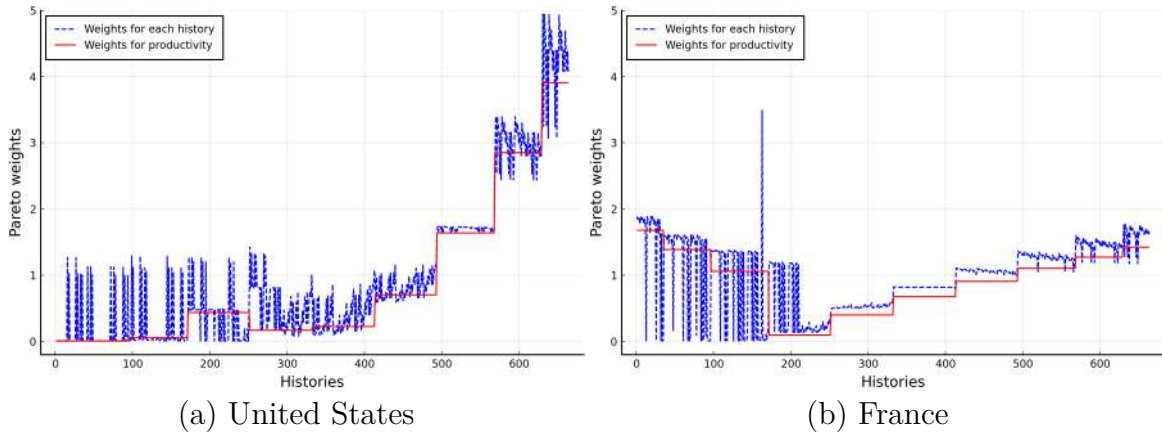 5
4
3
2
1
0
Pareto weights
Weights for each history
Weights for productivity
0
100
200
300
400
500
600
Histories
(a) United States
5
4
3
2
1
0
Pareto weights
Weights for each history
Weights for productivity
0
100
200
300
400
500
600
Histories
(b) France